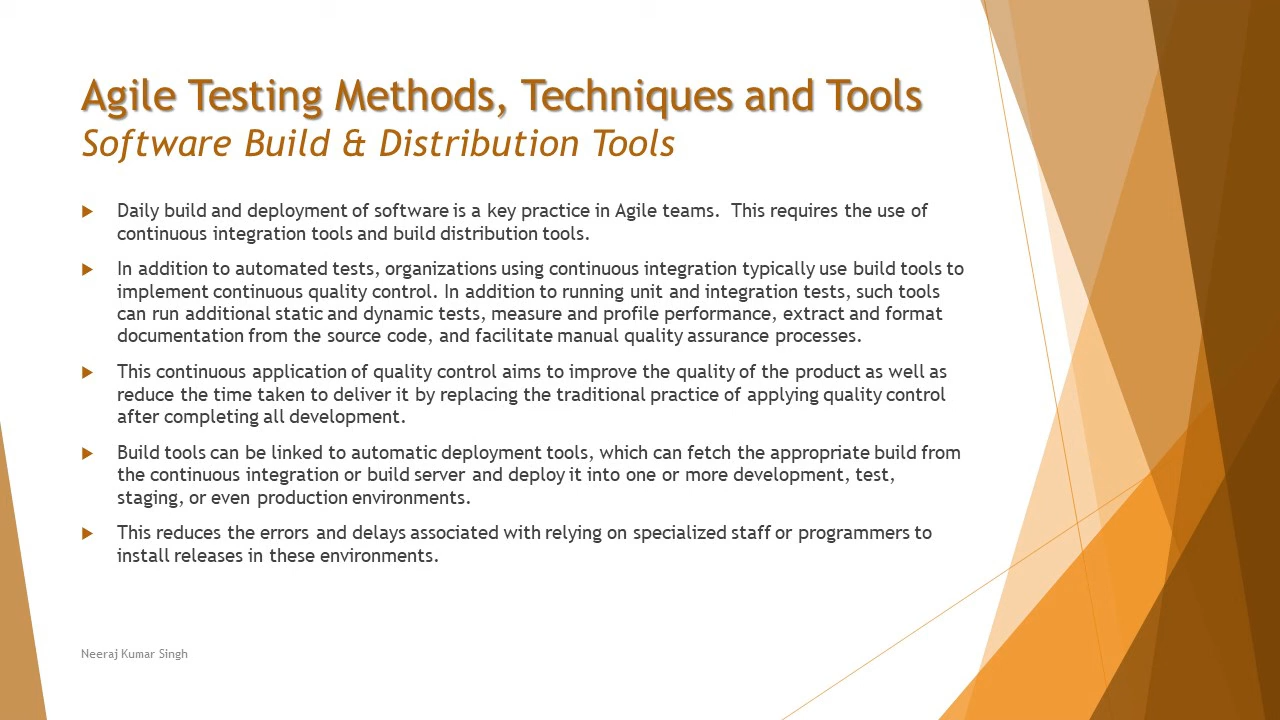 Agile Testing Methods, Techniques and Tools
Software Build & Distribution Tools
Daily build and deployment of software is a key practice in Agile teams.  This requires the use of
continuous integration tools and build distribution tools.
In addition to automated tests, organizations using continuous integration typically use build tools to
implement continuous quality control. In addition to running unit and integration tests, such tools
can run additional static and dynamic tests, measure and profile performance, extract and format
documentation from the source code, and facilitate manual quality assurance processes.
This continuous application of quality control aims to improve the quality of the product as well as
reduce the time taken to deliver it by replacing the traditional practice of applying quality control
after completing all development.
Build tools can be linked to automatic deployment tools, which can fetch the appropriate build from
the continuous integration or build server and deploy it into one or more development, test,
staging, or even production environments.
This reduces the errors and delays associated with relying on specialized staff or programmers to
install releases in these environments.
Neeraj Kumar Singh